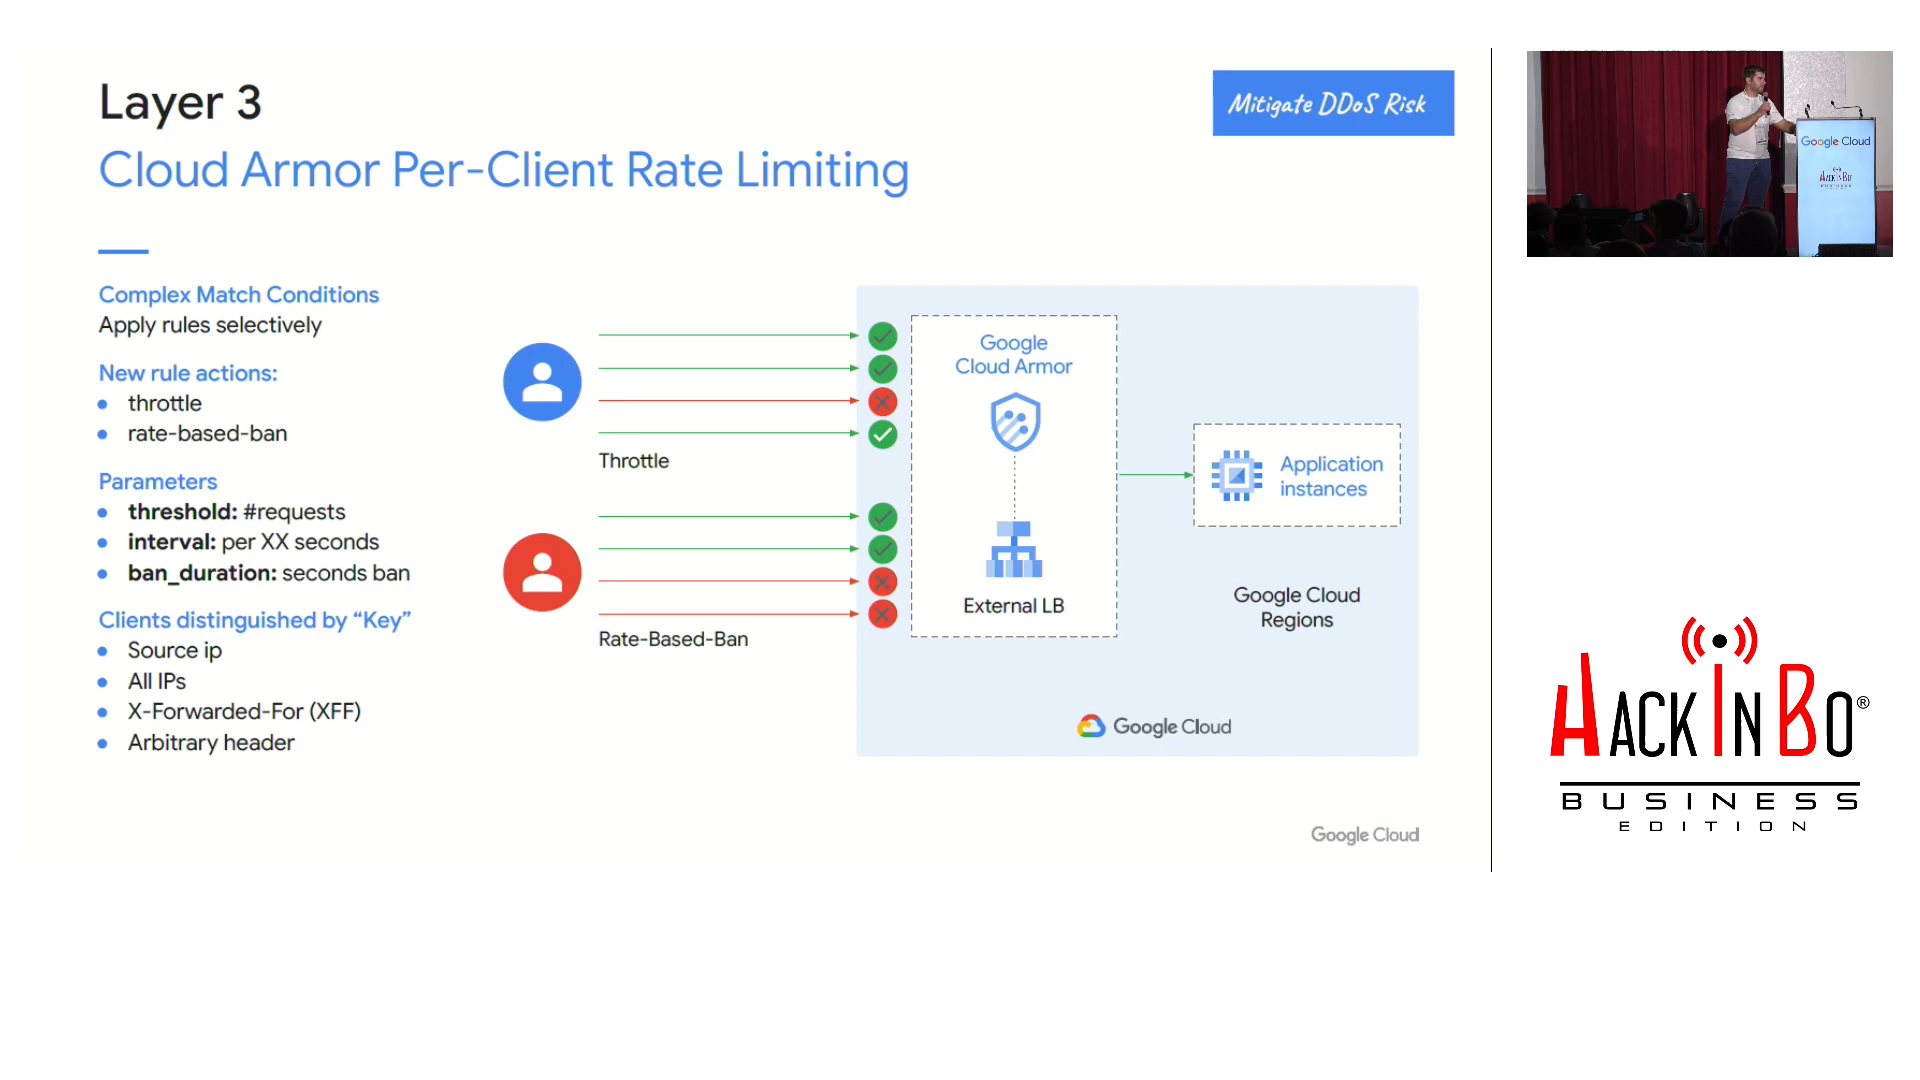 Layer 3
Cloud Armor Per-Client Rate Limiting
Mitigate DDoS Risk
Complex Match Conditions
Apply rules selectively
New rule actions:
throttle
rate-based-ban
Parameters
threshold: #requests
interval: per XX seconds
ban_duration: seconds ban
Clients distinguished by “Key”
Source ip
All IPs
X-Forwarded-For (XFF)
Arbitrary header
Throttle
Rate-Based-Ban
Google
Cloud Armor
External LB
Application
instances
Google Cloud
Regions
Google Cloud
Google Cloud
Google Cloud
HACKINBO
HACKINBO®
BUSINESS
EDITION